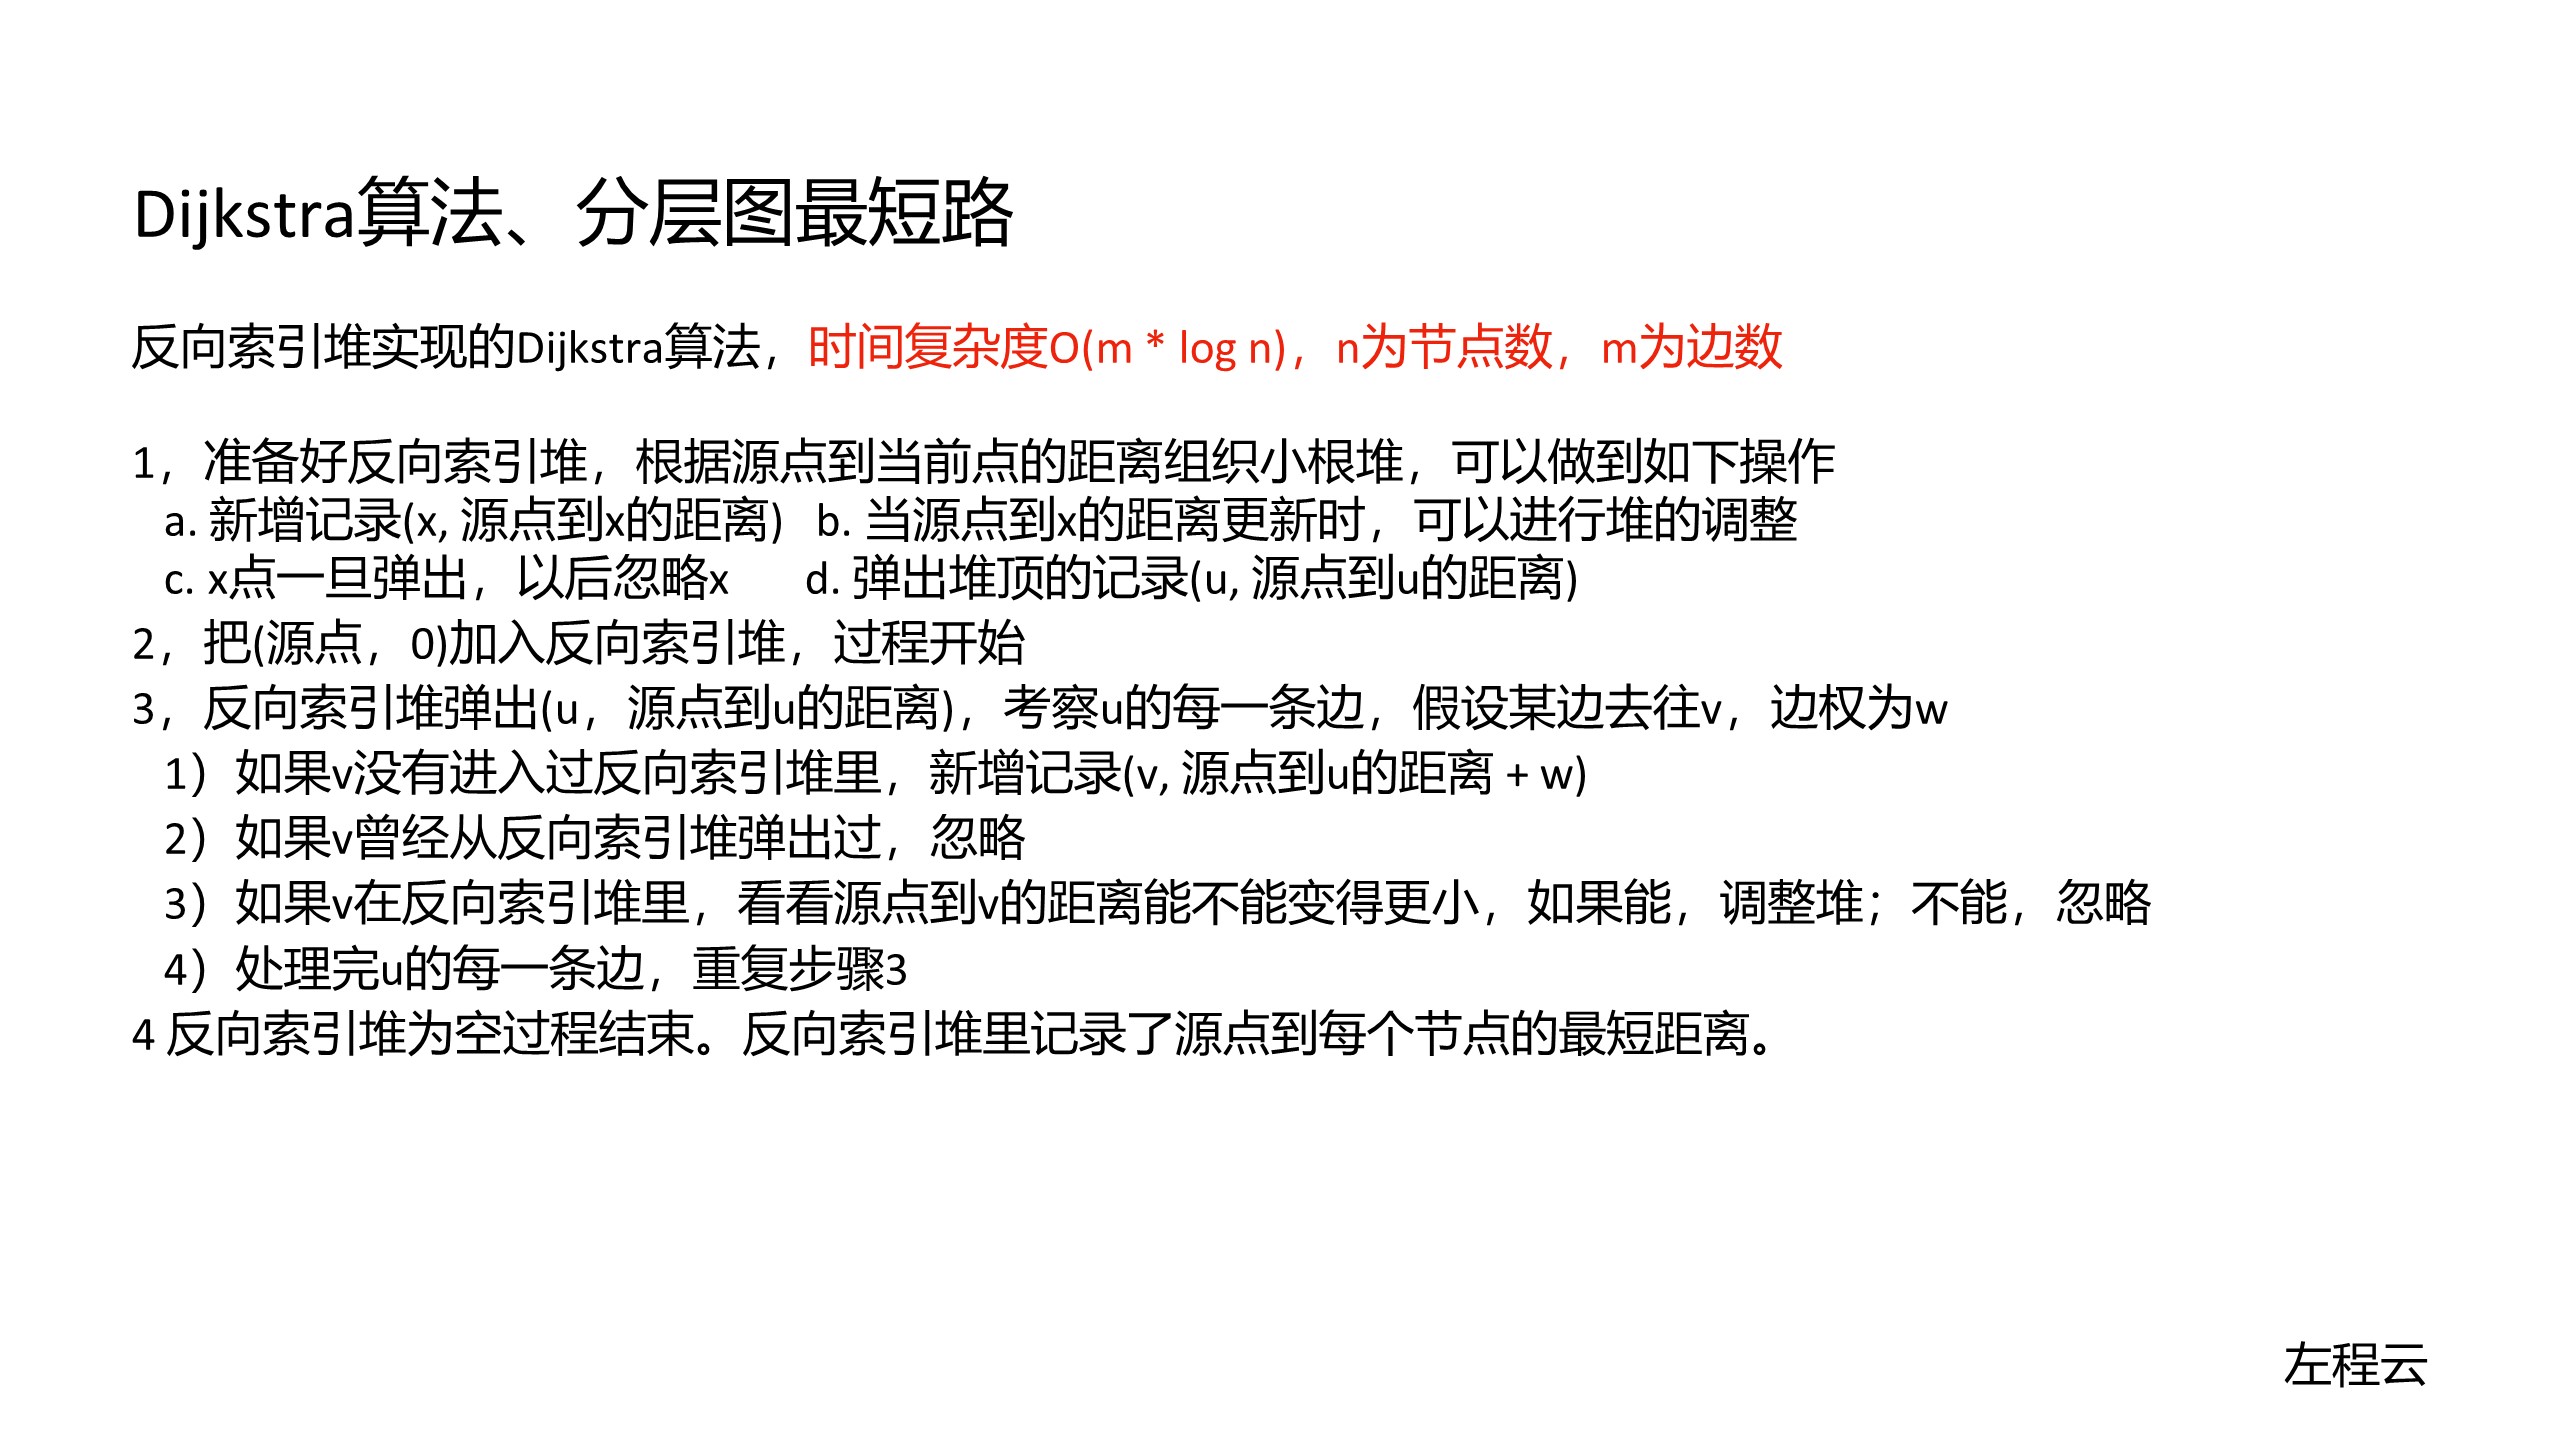 Dijkstra算法、分层图最短路
反向索引堆实现的Dijkstra算法，时间复杂度O(m * log n)，n为节点数，m为边数
1，准备好反向索引堆，根据源点到当前点的距离组织小根堆，可以做到如下操作
a. 新增记录(x, 源点到x的距离) b. 当源点到x的距离更新时，可以进行堆的调整
c. x点一旦弹出，以后忽略x d. 弹出堆顶的记录(u, 源点到u的距离)
2，把(源点，0)加入反向索引堆，过程开始
3，反向索引堆弹出(u，源点到u的距离)，考察u的每一条边，假设某边去往v，边权为w
1）如果v没有进入过反向索引堆里，新增记录(v, 源点到u的距离 + w)
2）如果v曾经从反向索引堆弹出过，忽略
3）如果v在反向索引堆里，看看源点到v的距离能不能变得更小，如果能，调整堆；不能，忽略
4）处理完u的每一条边，重复步骤3
4 反向索引堆为空过程结束。反向索引堆里记录了源点到每个节点的最短距离。
左程云